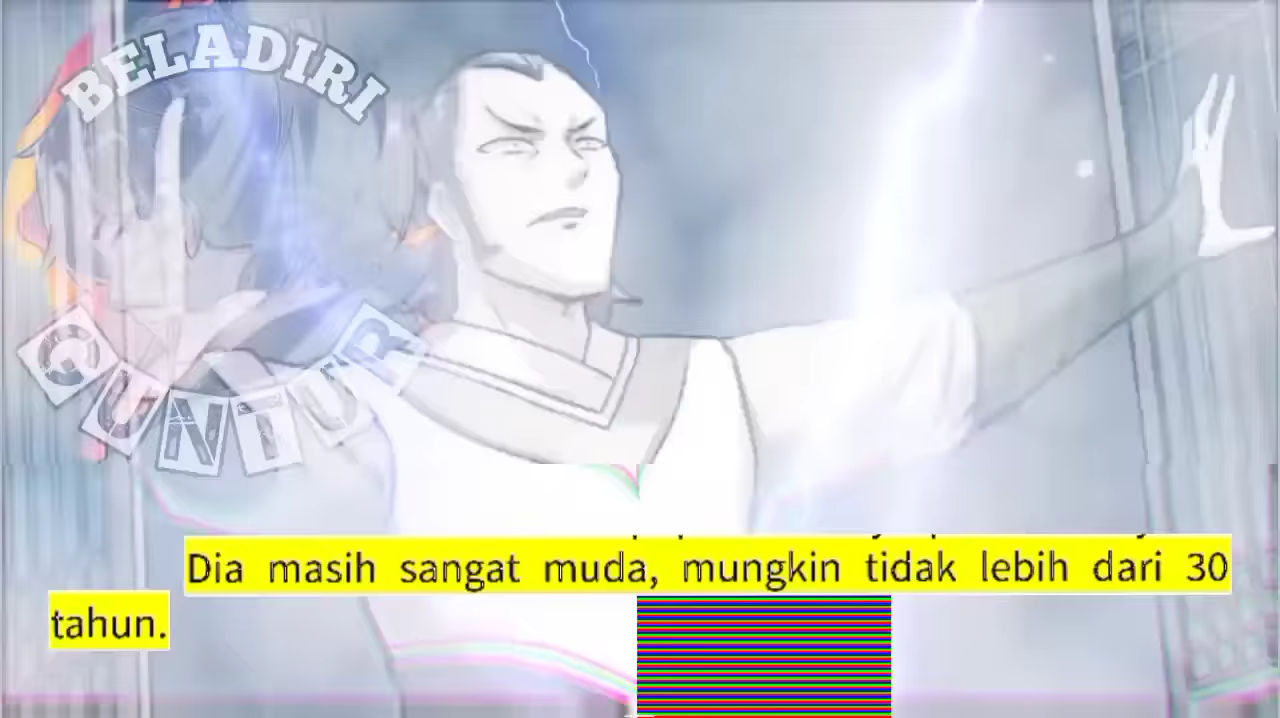 BELADIRI
GUNTUR
Dia masih sangat muda, mungkin tidak lebih dari 30
tahun.